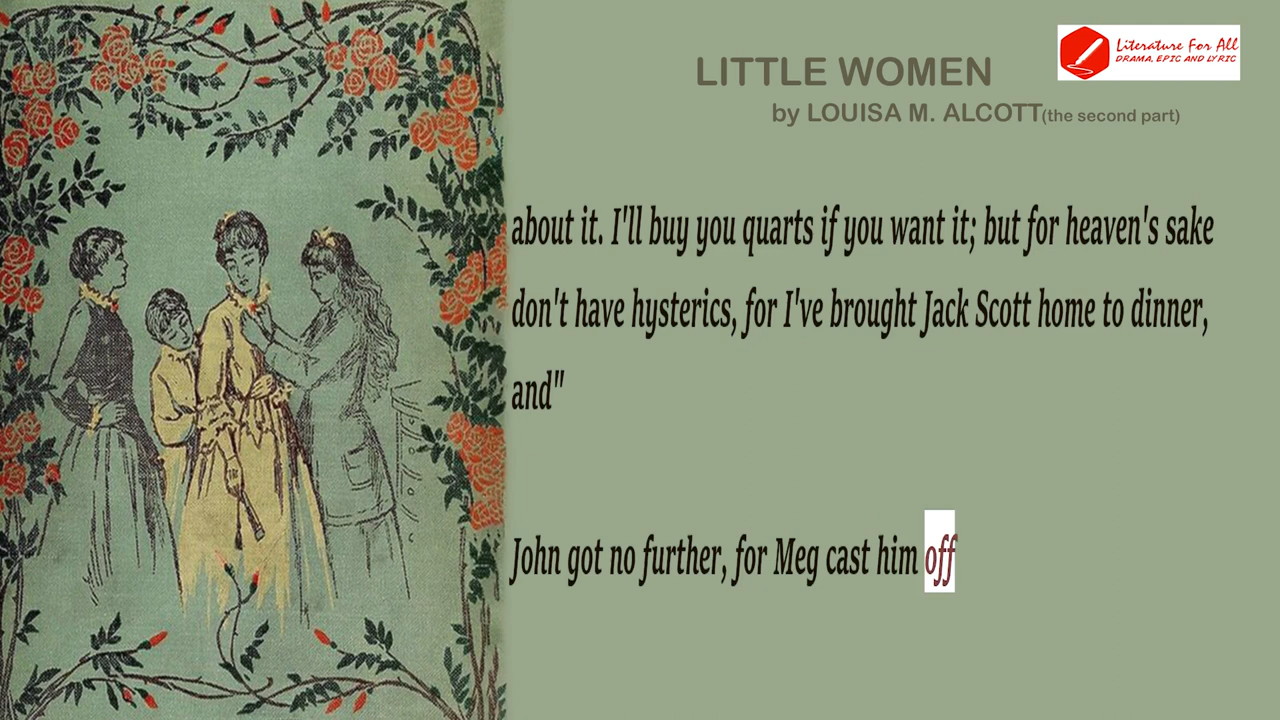 LITTLE WOMEN
by LOUISA M. ALCOTT(the second part)
Literature For All
DRAMA, EPIC AND LYRIC
about it. I'll buy you quarts if you want it; but for heaven's sake
don't have hysterics, for I've brought Jack Scott home to dinner,
and"
John got no further, for Meg cast him off